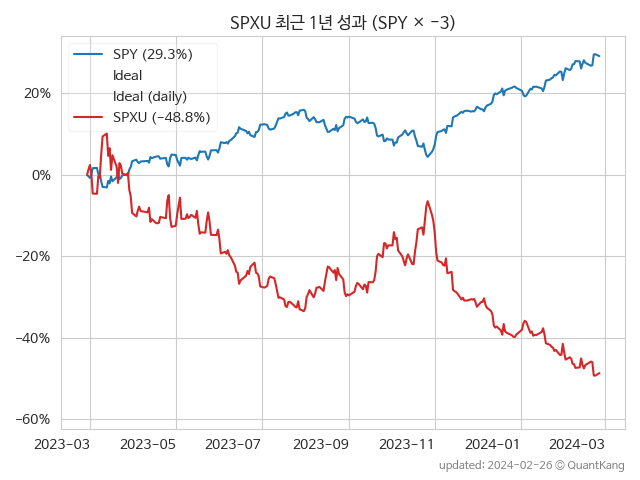 SPXU 최근 1년 성과 (SPY × −3)
SPY (29.3%)
Ideal
Ideal (daily)
SPXU (−48.8%)
20%
0%
−20%
−40%
−60%
2023-03 2023-05 2023-07 2023-09 2023-11 2024-01 2024-03
updated: 2024-02-26 © QuantKang